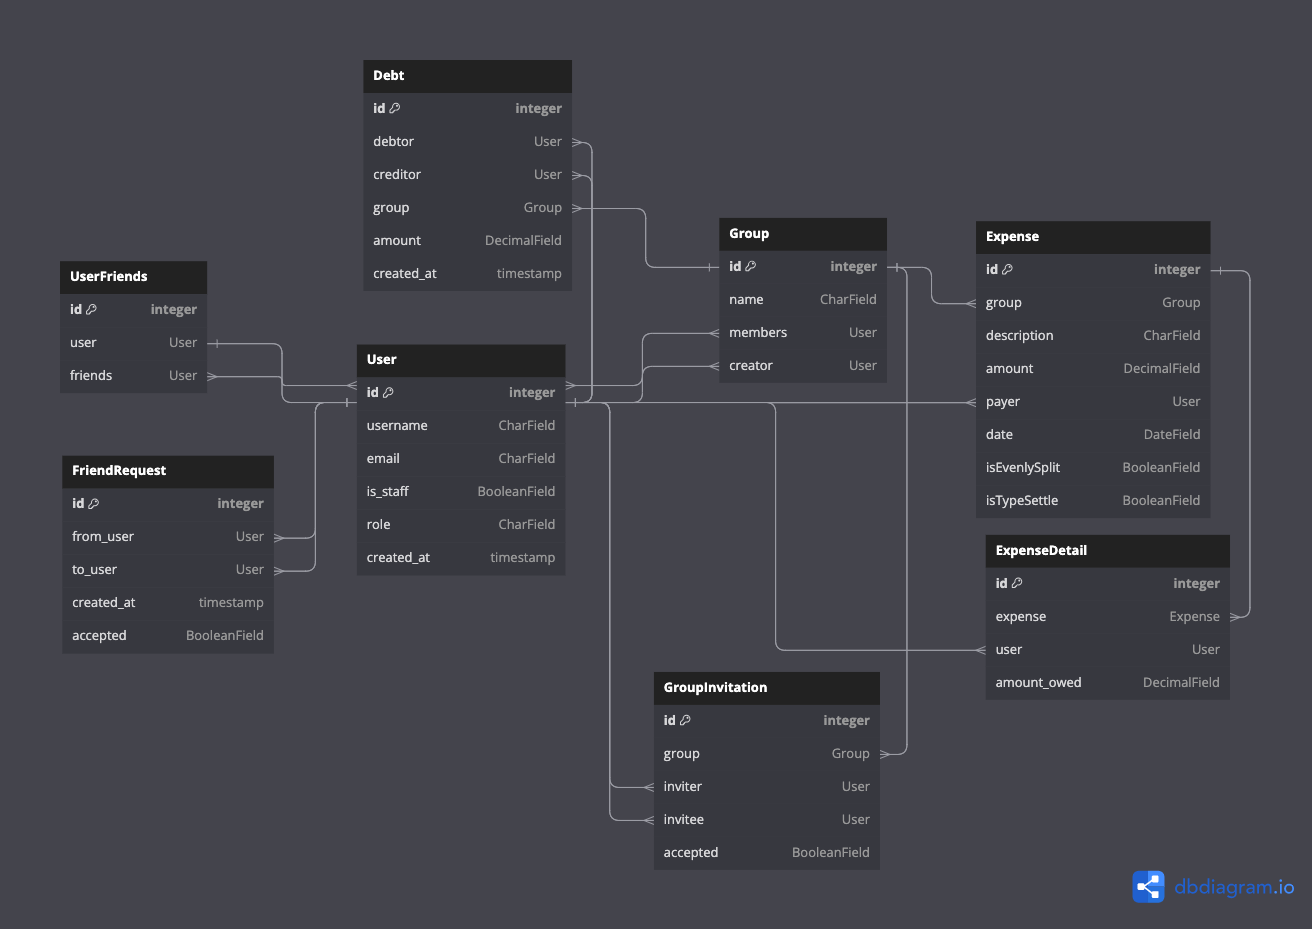 Debt
id integer
debtor User
creditor User
group Group
amount DecimalField
created_at timestamp
UserFriends
id integer
user User
friends User
User
id integer
username CharField
email CharField
is_staff BooleanField
role CharField
created_at timestamp
FriendRequest
id integer
from_user User
to_user User
created_at timestamp
accepted BooleanField
Group
id integer
name CharField
members User
creator User
Expense
id integer
group Group
description CharField
amount DecimalField
payer User
date DateField
isEvenlySplit BooleanField
isTypeSettle BooleanField
ExpenseDetail
id integer
expense Expense
user User
amount_owed DecimalField
GroupInvitation
id integer
group Group
inviter User
invitee User
accepted BooleanField
dbdiagram.io